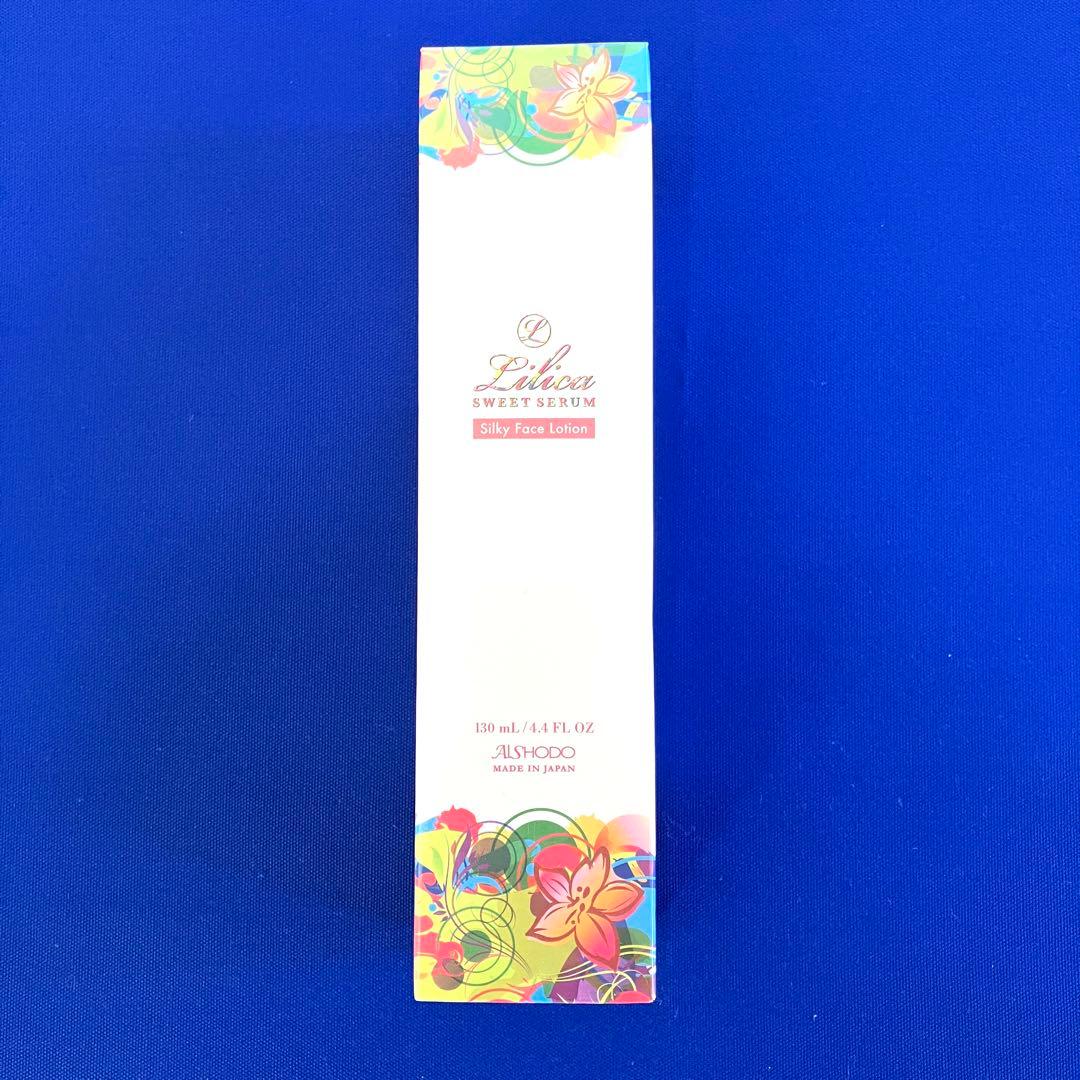 L
Lilica
SWEET SERUM
Silky Face Lotion
130 mL/4.4 FL OZ
AISHODO
MADE IN JAPAN